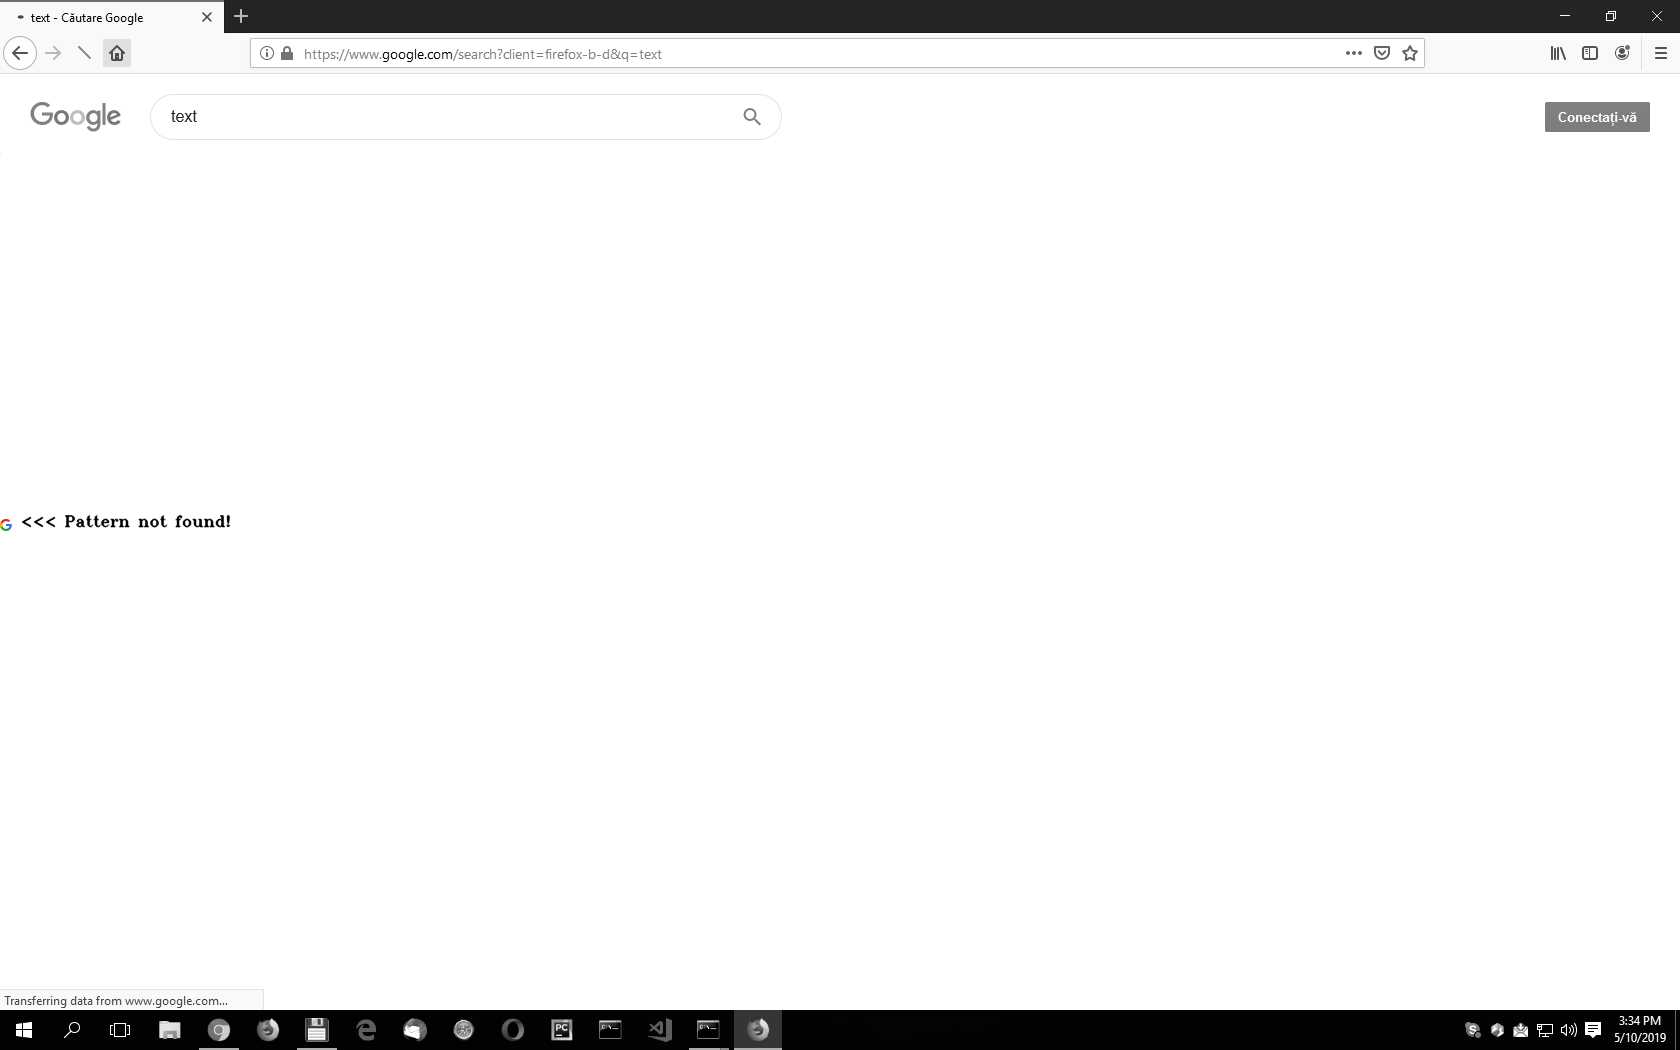 text - Căutare Google
https://www.google.com/search?client=firefox-b-d&q=text
Google
text
Conectați-vă
G <<< Pattern not found!
Transferring data from www.google.com...
PC
C:\.
C:\.
3:34 PM
5/10/2019